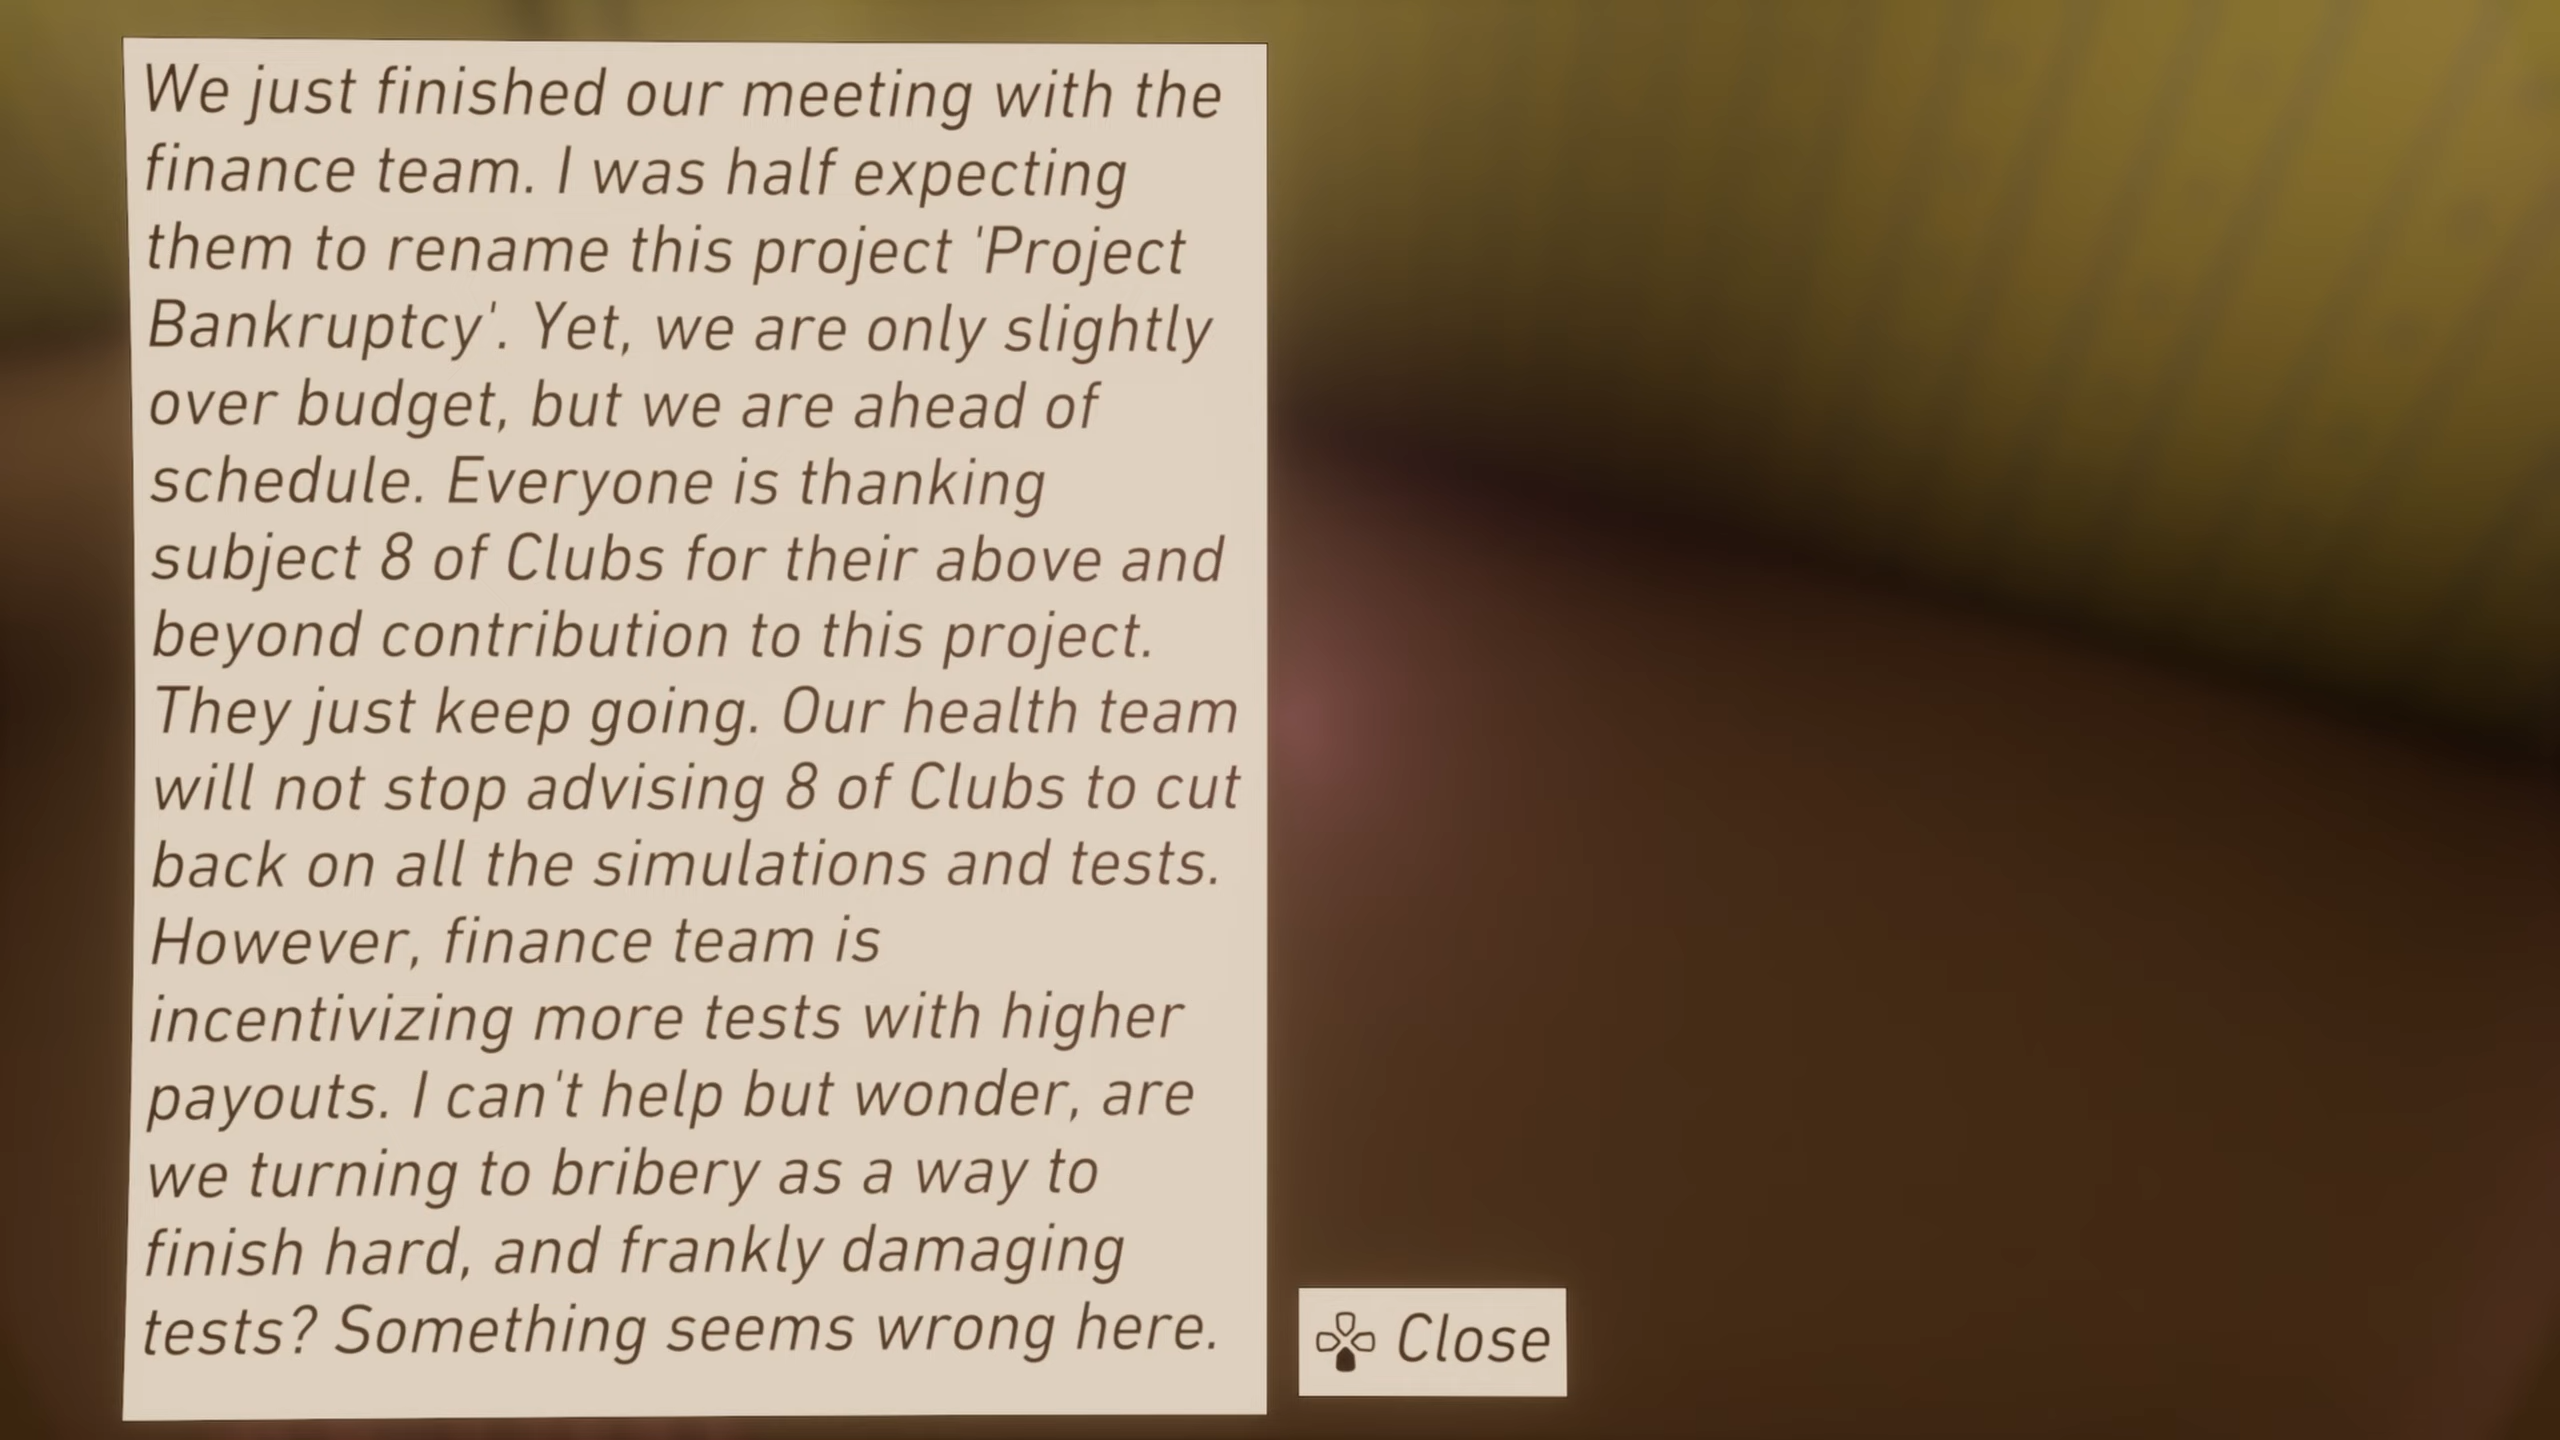 We just finished our meeting with the
finance team. I was half expecting
them to rename this project 'Project
Bankruptcy'. Yet, we are only slightly
over budget, but we are ahead of
schedule. Everyone is thanking
subject 8 of Clubs for their above and
beyond contribution to this project.
They just keep going. Our health team
will not stop advising 8 of Clubs to cut
back on all the simulations and tests.
However, finance team is
incentivizing more tests with higher
payouts. I can't help but wonder, are
we turning to bribery as a way to
finish hard, and frankly damaging
tests? Something seems wrong here.
Close